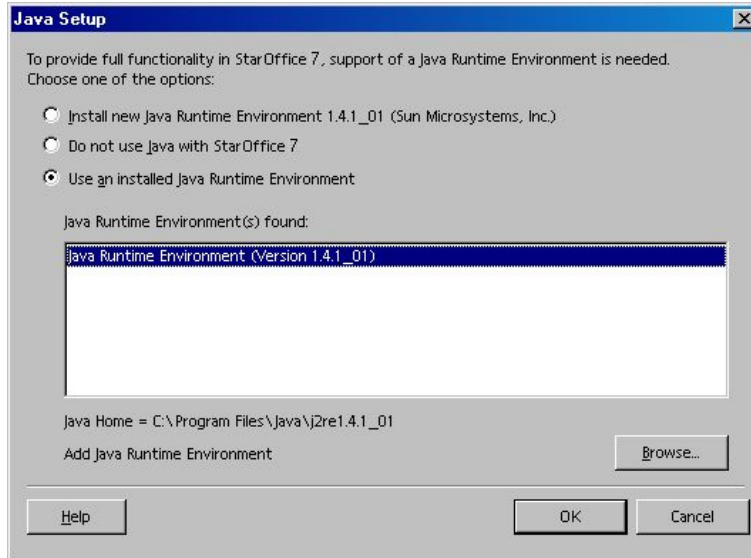 Java Setup
To provide full functionality in StarOffice 7, support of a Java Runtime Environment is needed.
Choose one of the options:
Install new Java Runtime Environment 1.4.1_01 (Sun Microsystems, Inc.)
Do not use Java with StarOffice 7
Use an installed Java Runtime Environment
Java Runtime Environment(s) found:
Java Runtime Environment (Version 1.4.1_01)
Java Home = C:\Program Files\Java\j2re1.4.1_01
Add Java Runtime Environment
Browse...
Help
OK
Cancel